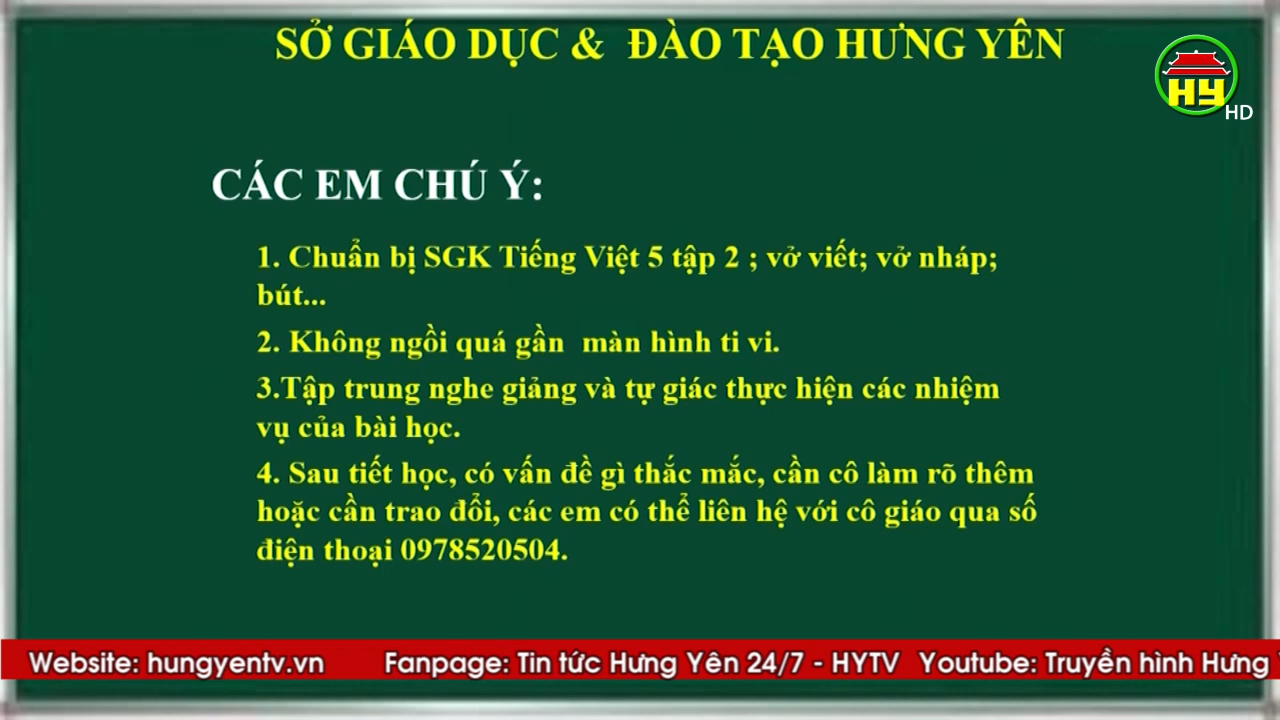 SỞ GIÁO DỤC & ĐÀO TẠO HƯNG YÊN
HY
HD
CÁC EM CHÚ Ý:
1. Chuẩn bị SGK Tiếng Việt 5 tập 2 ; vở viết; vở nháp;
bút...
2. Không ngồi quá gần màn hình ti vi.
3.Tập trung nghe giảng và tự giác thực hiện các nhiệm
vụ của bài học.
4. Sau tiết học, có vấn đề gì thắc mắc, cần cô làm rõ thêm
hoặc cần trao đổi, các em có thể liên hệ với cô giáo qua số
điện thoại 0978520504.
Website: hungyentv.vn Fanpage: Tin tức Hưng Yên 24/7 - HYTV Youtube: Truyền hình Hưng